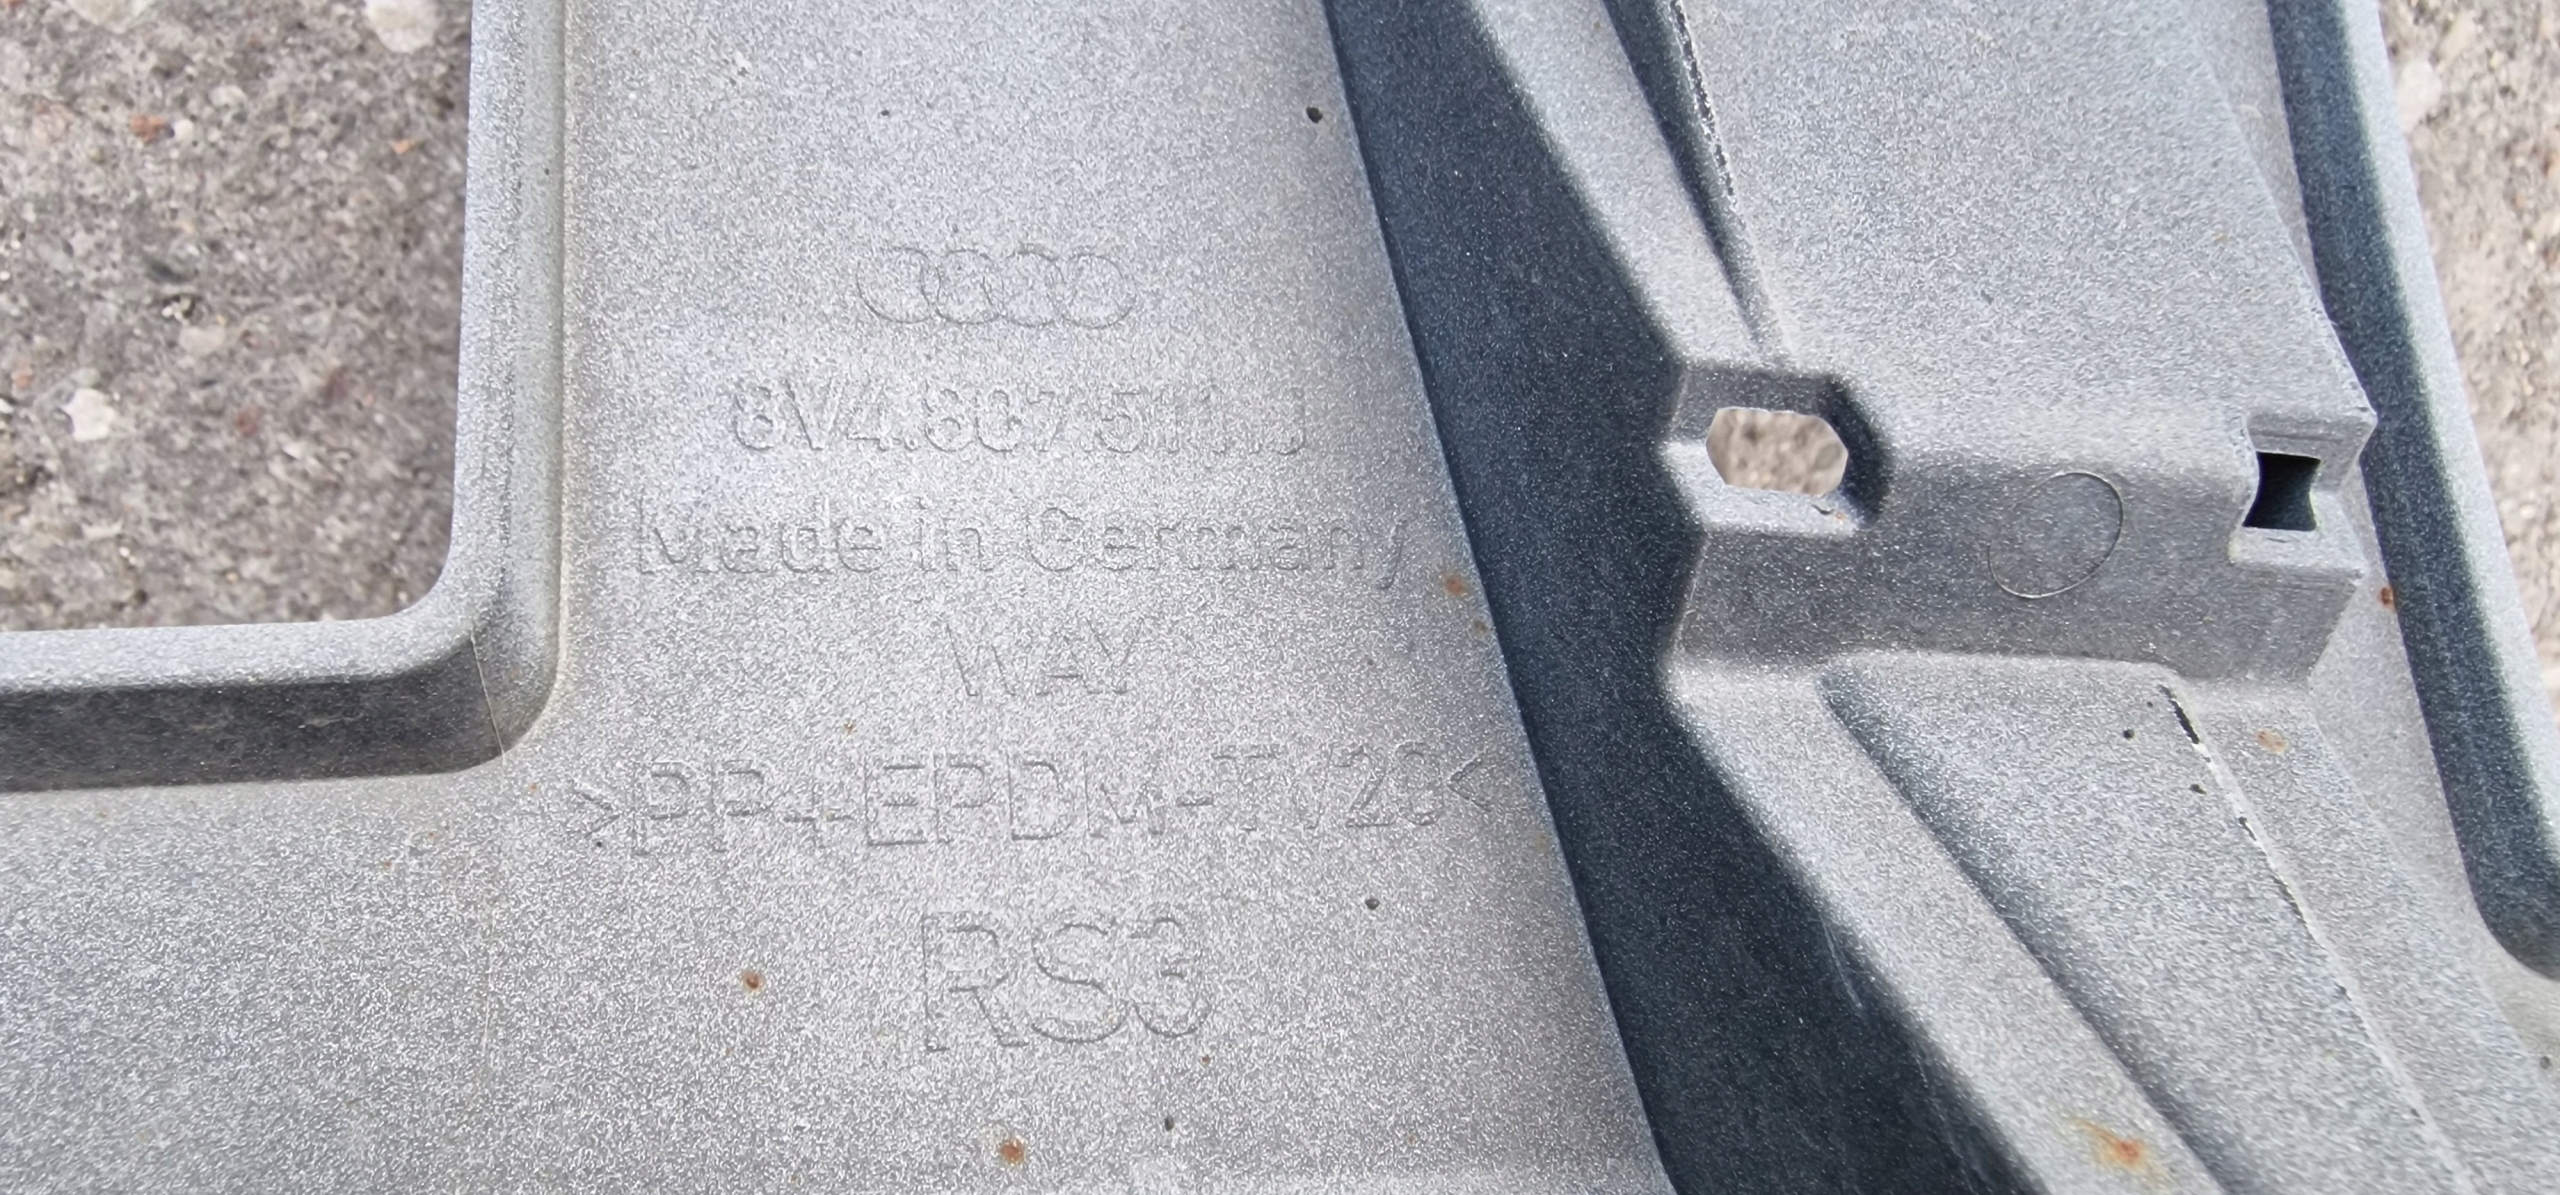 8V4.807.511.J
Made in Germany
WAY
>PP+EPDM-TV20<
RS3